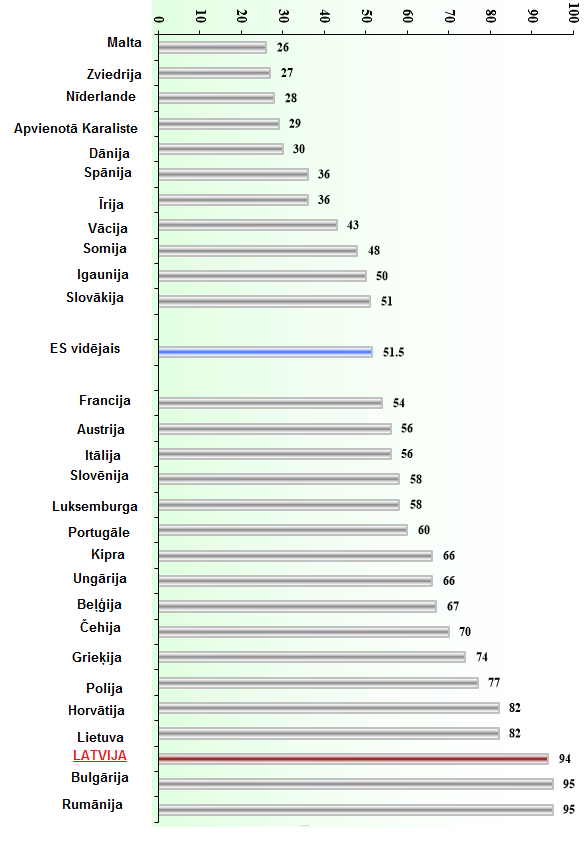 0 10 20 30 40 50 60 70 80 90 100
Malta 26
Zviedrija 27
Nīderlande 28
Apvienotā Karaliste 29
Dānija 30
Spānija 36
Īrija 36
Vācija 43
Somija 48
Igaunija 50
Slovākija 51
ES vidējais 51.5
Francija 54
Austrija 56
Itālija 56
Slovēnija 58
Luksemburga 58
Portugāle 60
Kipra 66
Ungārija 66
Beļģija 67
Čehija 70
Grieķija 74
Polija 77
Horvātija 82
Lietuva 82
LATVIJA 94
Bulgārija 95
Rumānija 95